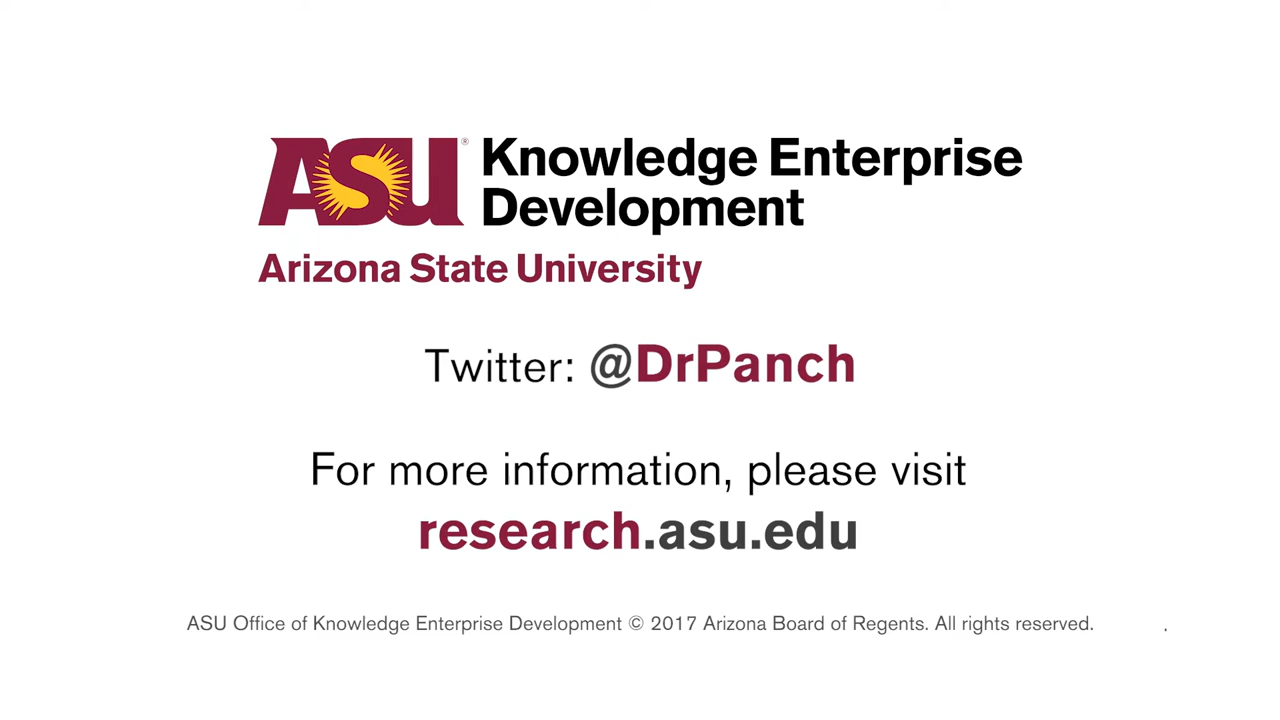 ASU® Knowledge Enterprise
Development
Arizona State University
Twitter: @DrPanch
For more information, please visit
research.asu.edu
ASU Office of Knowledge Enterprise Development © 2017 Arizona Board of Regents. All rights reserved. .